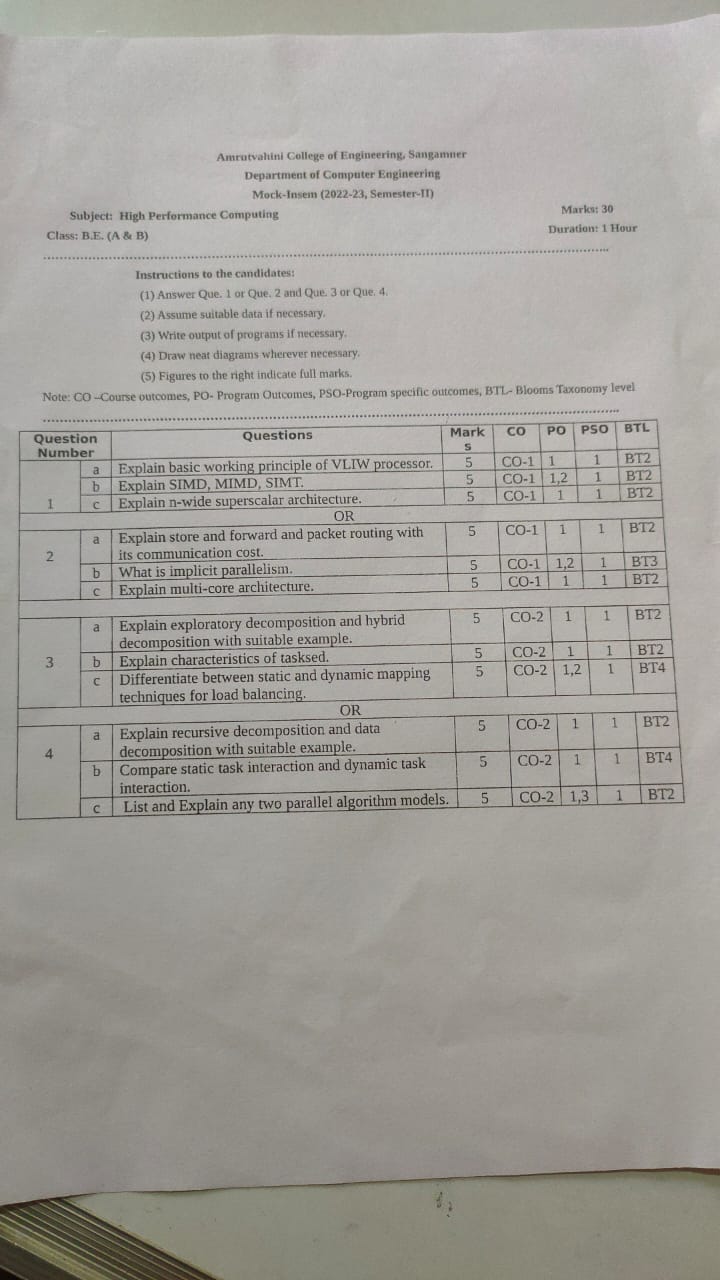 Amrutvahini College of Engineering, Sangamner
Department of Computer Engineering
Mock-Insem (2022-23, Semester-II)
Subject: High Performance Computing
Marks: 30
Class: B.E. (A & B)
Duration: 1 Hour
Instructions to the candidates:
(1) Answer Que. 1 or Que. 2 and Que. 3 or Que. 4.
(2) Assume suitable data if necessary.
(3) Write output of programs if necessary.
(4) Draw neat diagrams wherever necessary.
(5) Figures to the right indicate full marks.
Note: CO –Course outcomes, PO- Program Outcomes, PSO-Program specific outcomes, BTL- Blooms Taxonomy level
Question Number Questions Mark s CO PO PSO BTL
1 a Explain basic working principle of VLIW processor. 5 CO-1 1 1 BT2
b Explain SIMD, MIMD, SIMT. 5 CO-1 1,2 1 BT2
c Explain n-wide superscalar architecture. 5 CO-1 1 1 BT2
OR
2 a Explain store and forward and packet routing with 5 CO-1 1 1 BT2
its communication cost.
b What is implicit parallelism. 5 CO-1 1,2 1 BT3
c Explain multi-core architecture. 5 CO-1 1 1 BT2
3 a Explain exploratory decomposition and hybrid 5 CO-2 1 1 BT2
decomposition with suitable example.
b Explain characteristics of tasksed. 5 CO-2 1 1 BT2
c Differentiate between static and dynamic mapping 5 CO-2 1,2 1 BT4
techniques for load balancing.
OR
4 a Explain recursive decomposition and data 5 CO-2 1 1 BT2
decomposition with suitable example.
b Compare static task interaction and dynamic task 5 CO-2 1 1 BT4
interaction.
c List and Explain any two parallel algorithm models. 5 CO-2 1,3 1 BT2